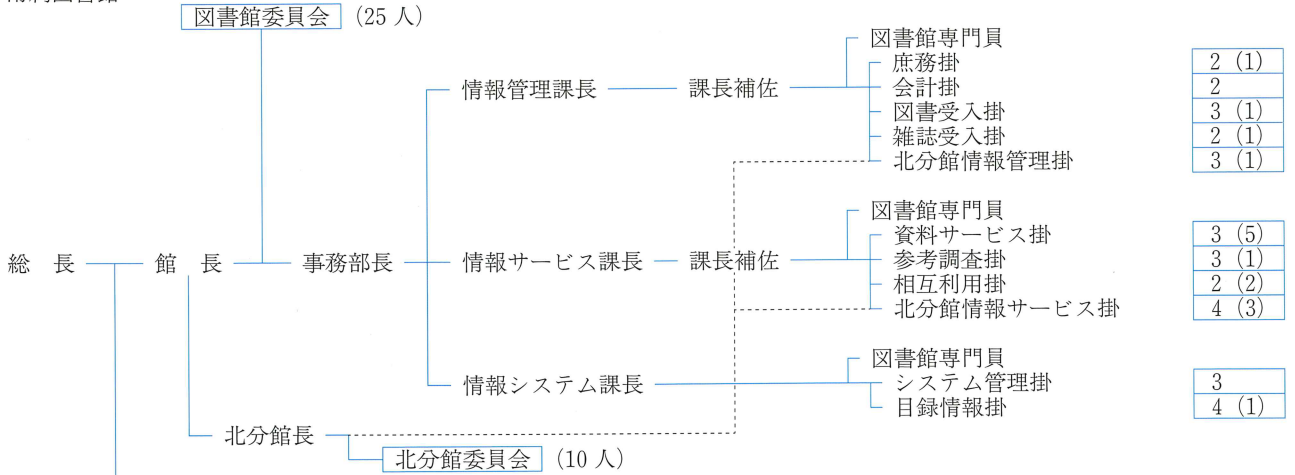 図書館委員会 (25 人)
図書館専門員
庶務掛 2 (1)
情報管理課長 課長補佐 会計掛 2
図書受入掛 3 (1)
雑誌受入掛 2 (1)
北分館情報管理掛 3 (1)
図書館専門員
資料サービス掛 3 (5)
総 長 館 長 事務部長 情報サービス課長 課長補佐 参考調査掛 3 (1)
相互利用掛 2 (2)
北分館情報サービス掛 4 (3)
図書館専門員
情報システム課長 システム管理掛 3
目録情報掛 4 (1)
北分館長
北分館委員会 (10 人)